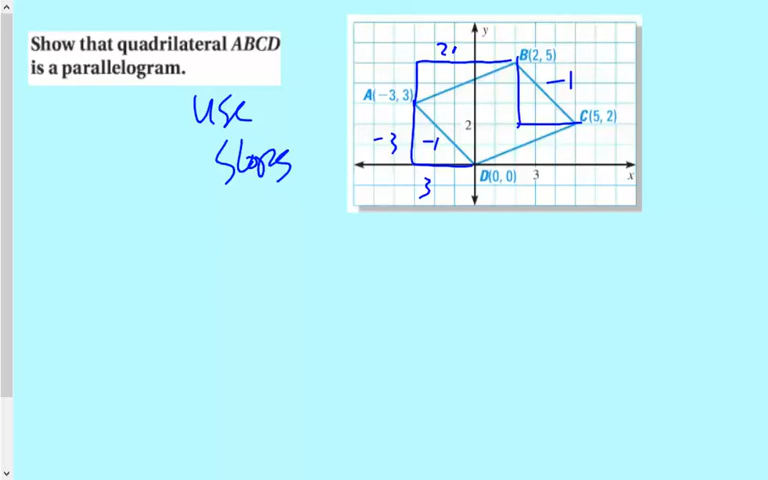 Show that quadrilateral ABCD
is a parallelogram.
use
slopes
y
B(2, 5)
-1
A(−3, 3)
C(5, 2)
2
-3
-1
D(0, 0)
3
x
3